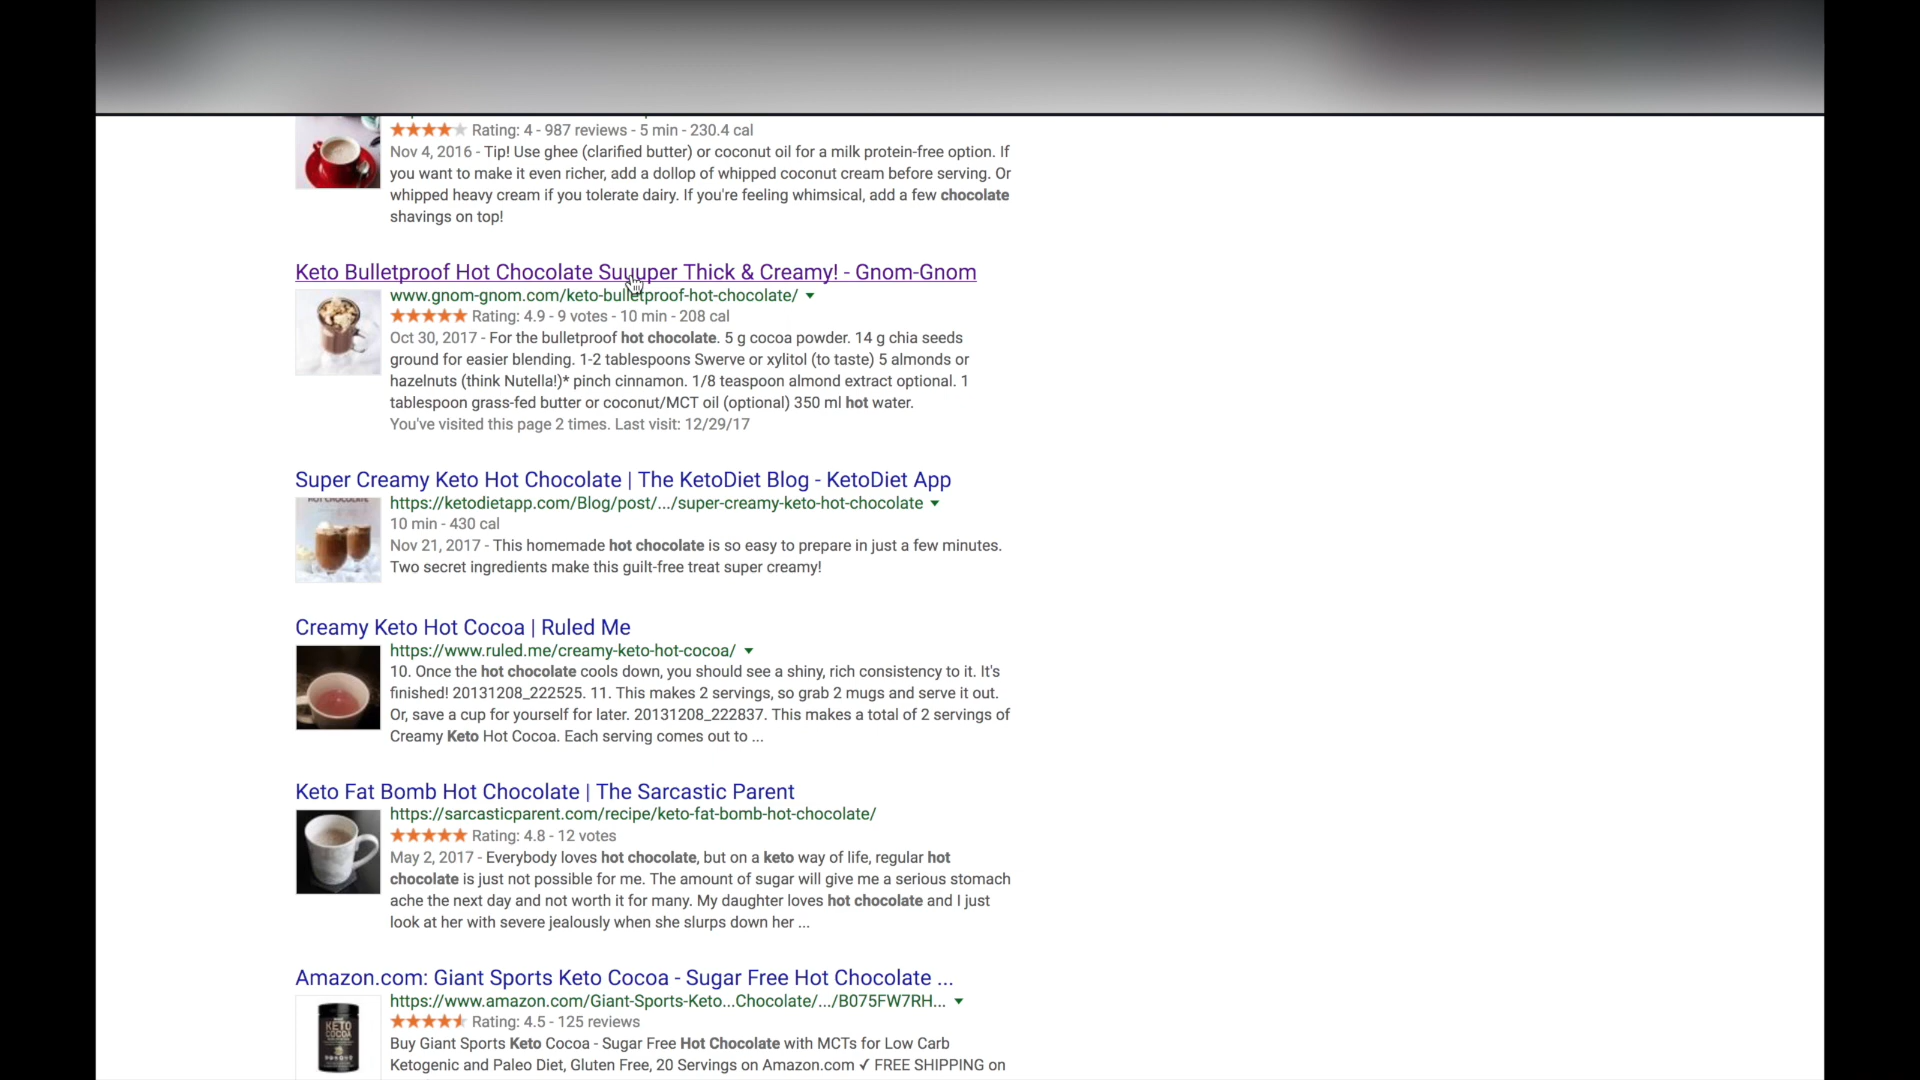 Rating: 4 - 987 reviews - 5 min - 230.4 cal
Nov 4, 2016 - Tip! Use ghee (clarified butter) or coconut oil for a milk protein-free option. If
you want to make it even richer, add a dollop of whipped coconut cream before serving. Or
whipped heavy cream if you tolerate dairy. If you're feeling whimsical, add a few chocolate
shavings on top!
Keto Bulletproof Hot Chocolate Suuuper Thick & Creamy! - Gnom-Gnom
www.gnom-gnom.com/keto-bulletproof-hot-chocolate/
Rating: 4.9 - 9 votes - 10 min - 208 cal
Oct 30, 2017 - For the bulletproof hot chocolate. 5 g cocoa powder. 14 g chia seeds
ground for easier blending. 1-2 tablespoons Swerve or xylitol (to taste) 5 almonds or
hazelnuts (think Nutella!)* pinch cinnamon. 1/8 teaspoon almond extract optional. 1
tablespoon grass-fed butter or coconut/MCT oil (optional) 350 ml hot water.
You've visited this page 2 times. Last visit: 12/29/17
Super Creamy Keto Hot Chocolate | The KetoDiet Blog - KetoDiet App
https://ketodietapp.com/Blog/post/.../super-creamy-keto-hot-chocolate
HOT CHOCOLATE
10 min - 430 cal
Nov 21, 2017 - This homemade hot chocolate is so easy to prepare in just a few minutes.
Two secret ingredients make this guilt-free treat super creamy!
Creamy Keto Hot Cocoa | Ruled Me
https://www.ruled.me/creamy-keto-hot-cocoa/
10. Once the hot chocolate cools down, you should see a shiny, rich consistency to it. It's
finished! 20131208_222525. 11. This makes 2 servings, so grab 2 mugs and serve it out.
Or, save a cup for yourself for later. 20131208_222837. This makes a total of 2 servings of
Creamy Keto Hot Cocoa. Each serving comes out to ...
Keto Fat Bomb Hot Chocolate | The Sarcastic Parent
https://sarcasticparent.com/recipe/keto-fat-bomb-hot-chocolate/
Rating: 4.8 - 12 votes
May 2, 2017 - Everybody loves hot chocolate, but on a keto way of life, regular hot
chocolate is just not possible for me. The amount of sugar will give me a serious stomach
ache the next day and not worth it for many. My daughter loves hot chocolate and I just
look at her with severe jealously when she slurps down her ...
Amazon.com: Giant Sports Keto Cocoa - Sugar Free Hot Chocolate ...
https://www.amazon.com/Giant-Sports-Keto...Chocolate/.../B075FW7RH...
Rating: 4.5 - 125 reviews
KETO
COCOA
Buy Giant Sports Keto Cocoa - Sugar Free Hot Chocolate with MCTs for Low Carb
Ketogenic and Paleo Diet, Gluten Free, 20 Servings on Amazon.com ✓ FREE SHIPPING on